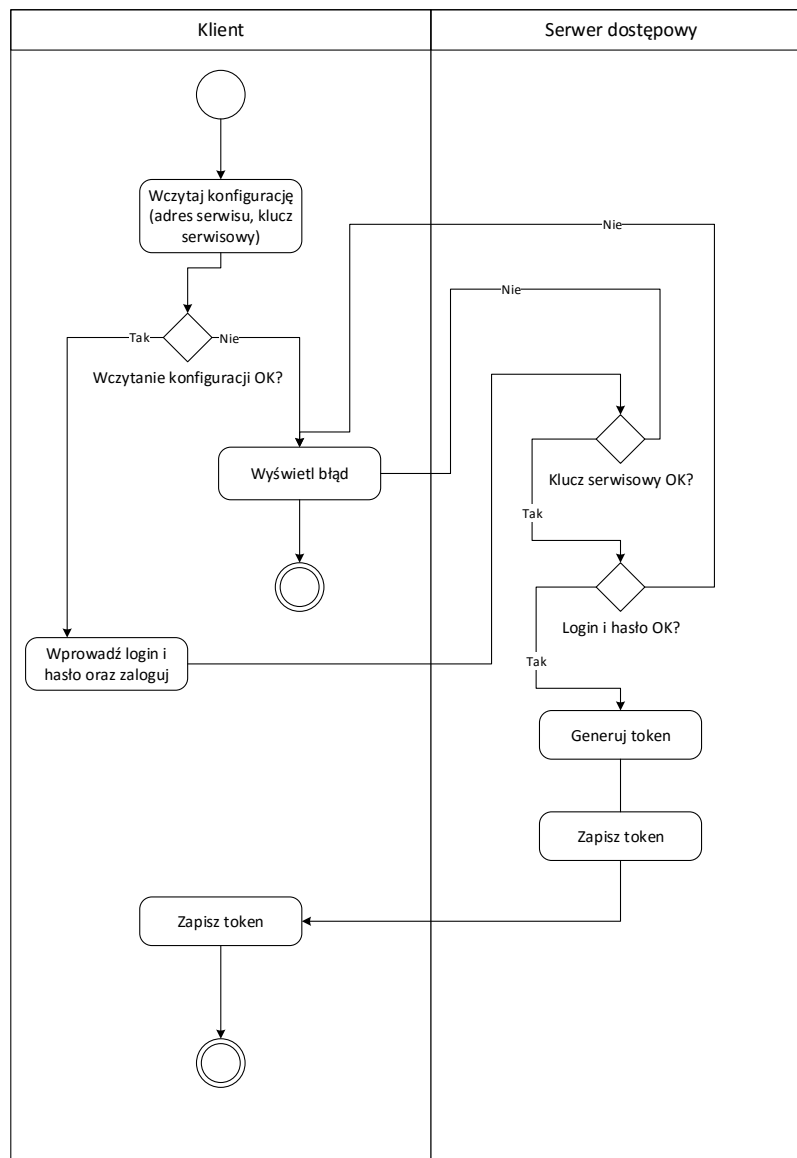 Klient
Serwer dostępowy
Wczytaj konfigurację
(adres serwisu, klucz
serwisowy)
Nie
Nie
Tak
Nie
Wczytanie konfiguracji OK?
Wyświetl błąd
Klucz serwisowy OK?
Tak
Login i hasło OK?
Wprowadź login i
hasło oraz zaloguj
Tak
Generuj token
Zapisz token
Zapisz token